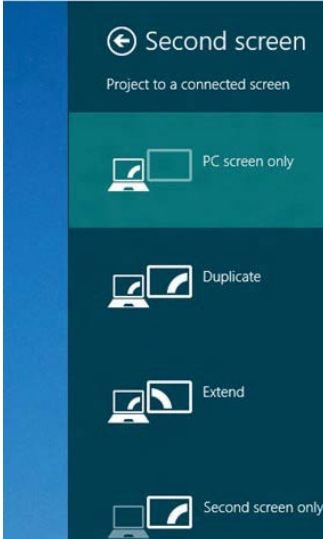 Second screen
Project to a connected screen
PC screen only
Duplicate
Extend
Second screen only